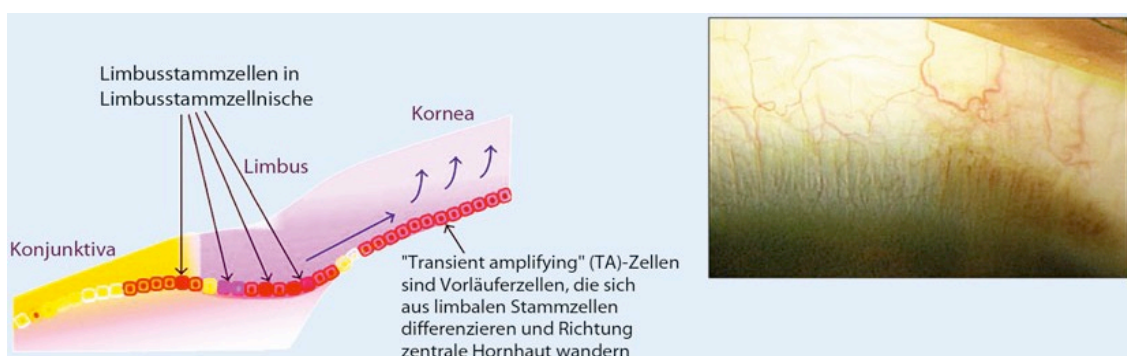 Limbusstammzellen in
Limbusstammzellnische
Kornea
Limbus
Konjunktiva
"Transient amplifying" (TA)-Zellen
sind Vorläuferzellen, die sich
aus limbalen Stammzellen
differenzieren und Richtung
zentrale Hornhaut wandern